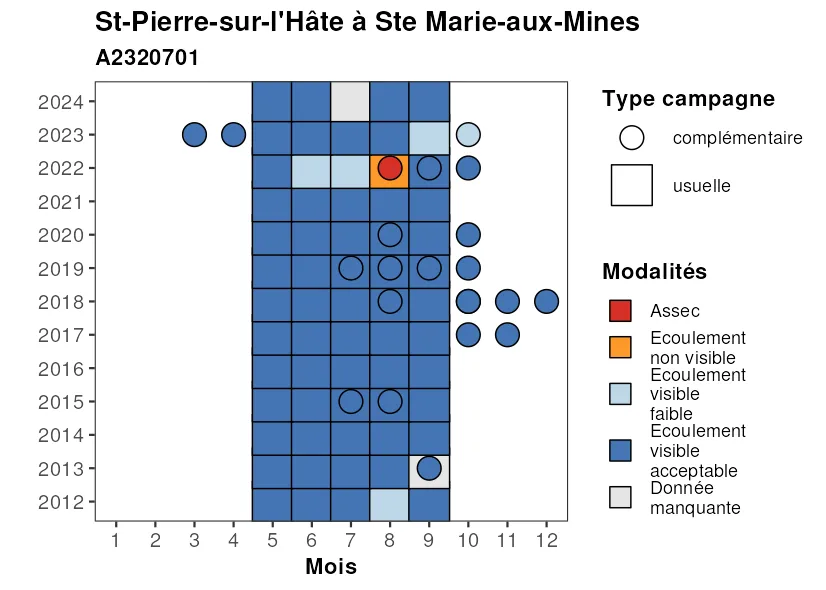 St-Pierre-sur-l'Hâte à Ste Marie-aux-Mines
A2320701
2024
2023
2022
2021
2020
2019
2018
2017
2016
2015
2014
2013
2012
1 2 3 4 5 6 7 8 9 10 11 12
Mois
Type campagne
complémentaire
usuelle
Modalités
Assec
Ecoulement
non visible
Ecoulement
visible
faible
Ecoulement
visible
acceptable
Donnée
manquante